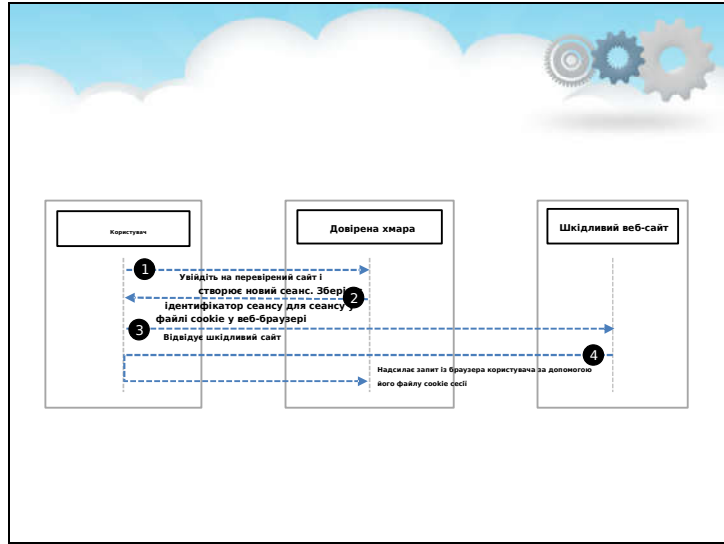 Користувач
Довірена хмара
Шкідливий веб-сайт
1
Увійдіть на перевірений сайт і
створює новий сеанс. Збері
2
ідентифікатор сеансу для сеансу у
файлі cookie у веб-браузері
3
Відвідує шкідливий сайт
4
Надсилає запит із браузера користувача за допомогою
його файлу cookie сесії